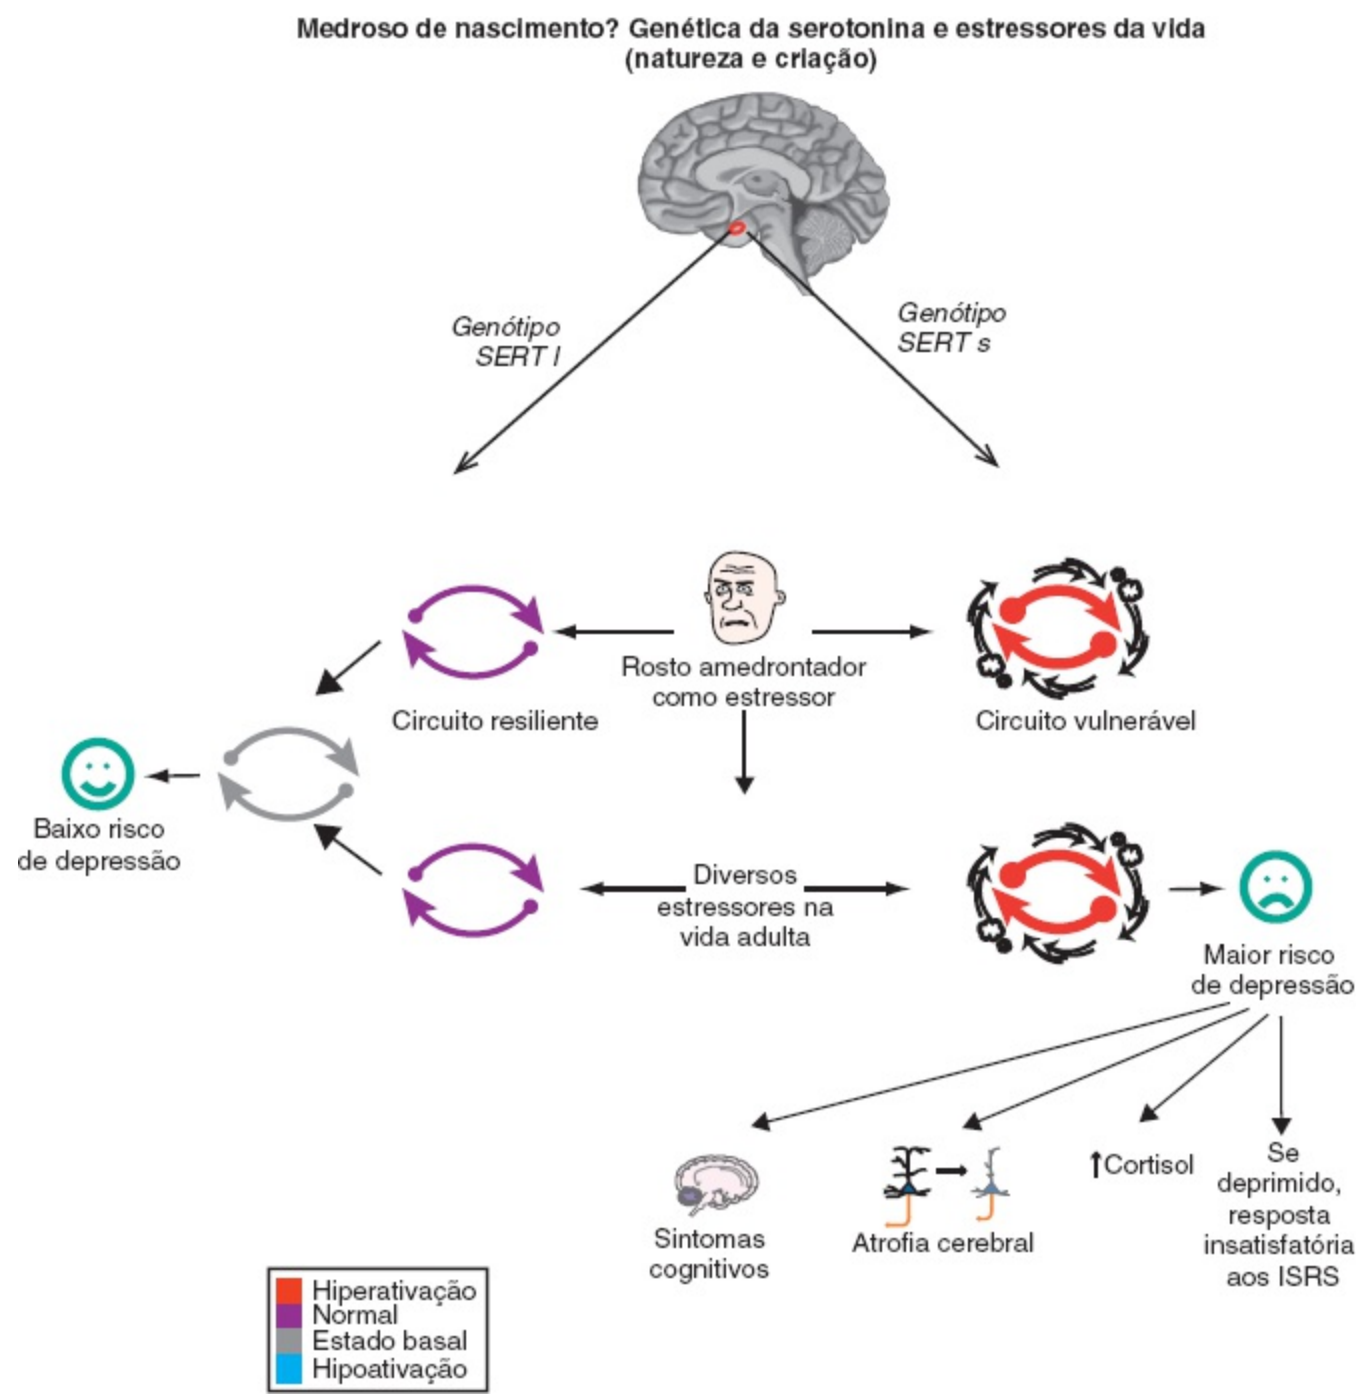 Medroso de nascimento? Genética da serotonina e estressores da vida
(natureza e criação)
Genótipo
SERT l
Genótipo
SERT s
Rosto amedrontador
como estressor
Circuito resiliente
Circuito vulnerável
Baixo risco
de depressão
Diversos
estressores na
vida adulta
Maior risco
de depressão
Sintomas
cognitivos
Atrofia cerebral
↑Cortisol
Se
deprimido,
resposta
insatisfatória
aos ISRS
Hiperativação
Normal
Estado basal
Hipoativação